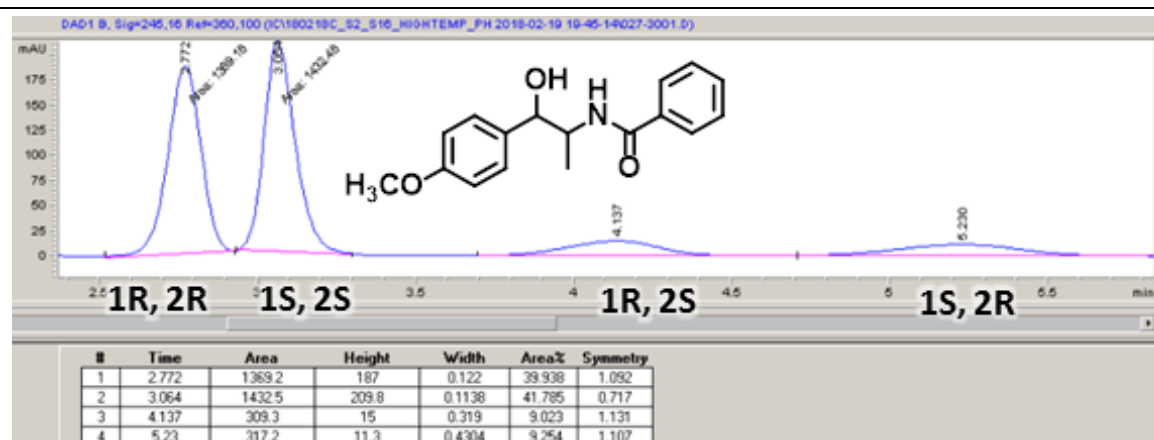 DAD1 B, Sig=245,16 Ref=360,100 (IC\180218C_S2_S16_HIGHTEMP_PH 2018-02-19 19-45-14\027-3001.D)
mAU
175
150
125
100
75
50
25
0
2.772
Area: 1369.18
3.064
Area: 1432.48
4.137
5.230
OH
H
N
O
H3CO
2.5 3.5 4 4.5 5 5.5 min
1R, 2R 1S, 2S 1R, 2S 1S, 2R
# Time Area Height Width Area% Symmetry
1 2.772 1369.2 187 0.122 39.938 1.092
2 3.064 1432.5 209.8 0.1138 41.785 0.717
3 4.137 309.3 15 0.319 9.023 1.131
4 5.23 317.2 11.3 0.4304 9.254 1.107